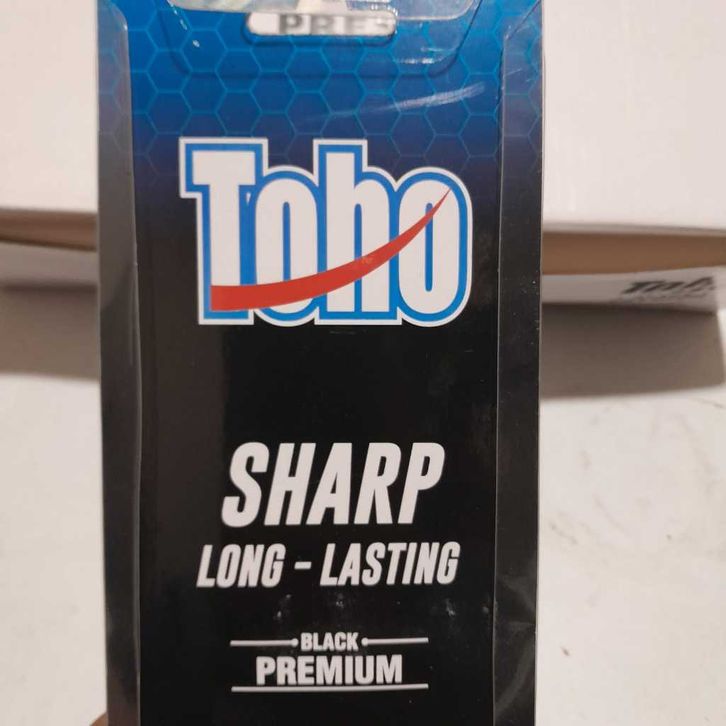 Toho
SHARP
LONG - LASTING
BLACK
PREMIUM